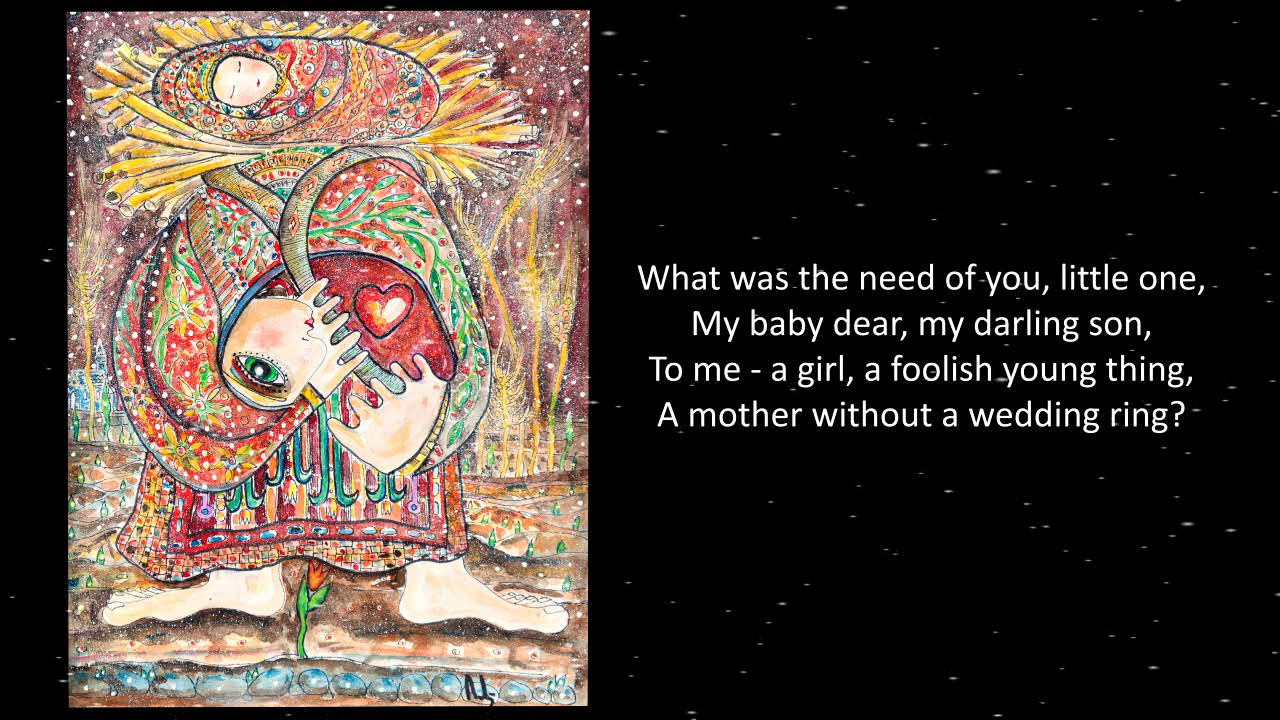 What was the need of you, little one,
My baby dear, my darling son,
To me - a girl, a foolish young thing,
A mother without a wedding ring?